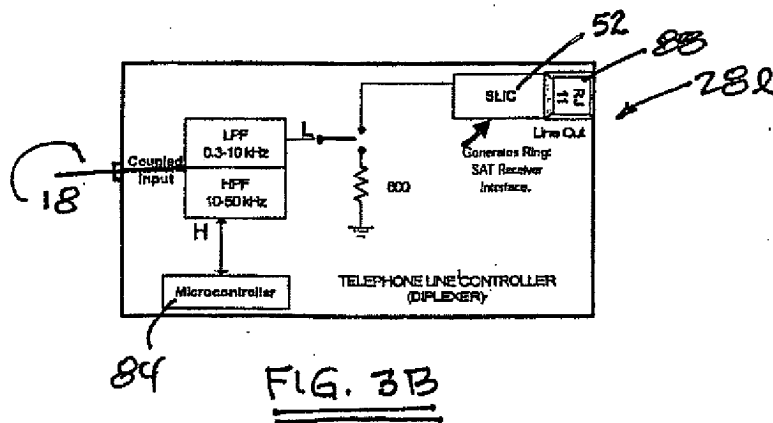 52
88
28l
SLIC
RJ
11
Line Out
LPF
0.3-10 kHz
L
Coupled
Input
18
HPF
10-50 kHz
Generates Ring;
SAT Receiver
Interface.
600
H
Microcontroller
TELEPHONE LINE CONTROLLER
(DIPLEXER)
84
FIG. 3B